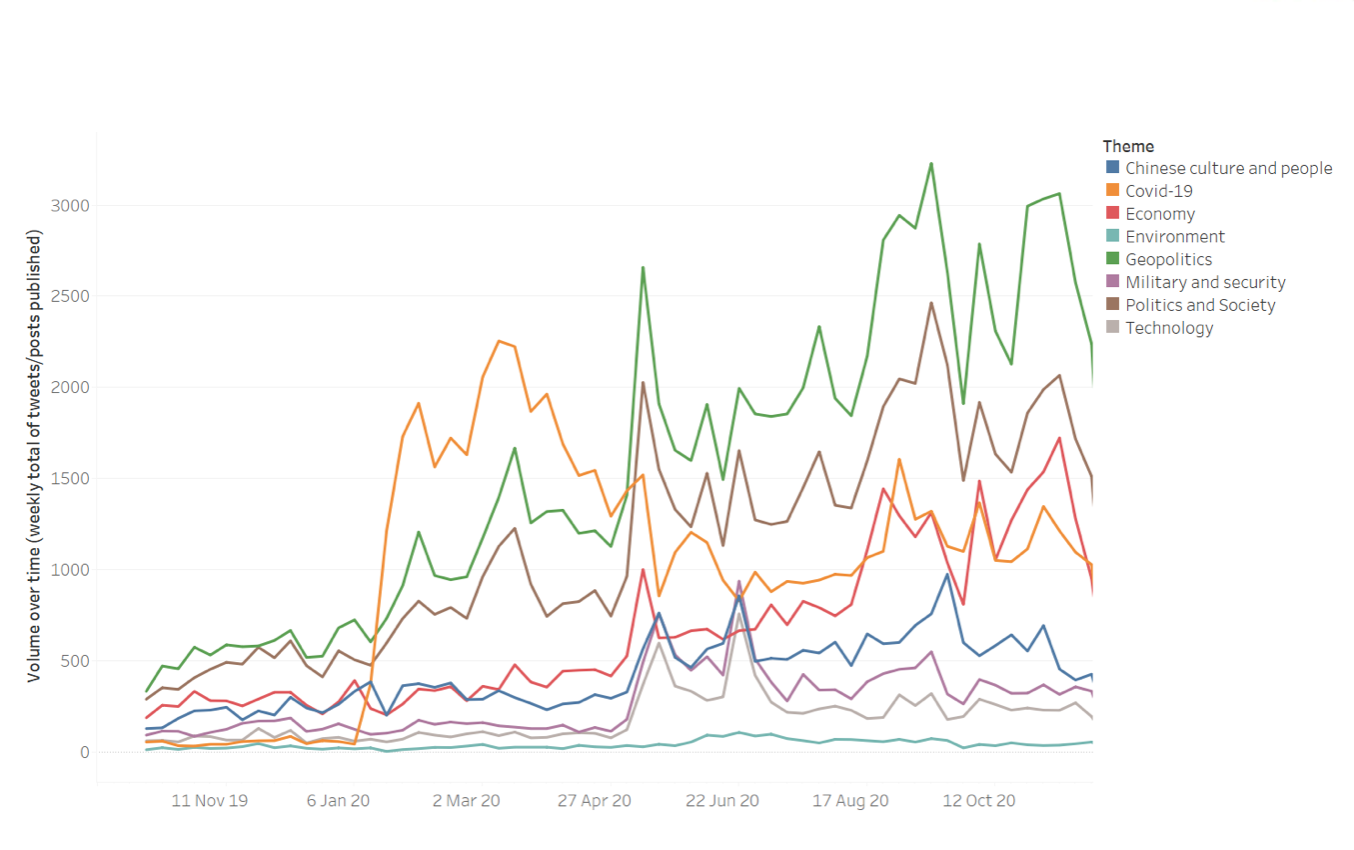 Theme
Chinese culture and people
Covid-19
Economy
Environment
Geopolitics
Military and security
Politics and Society
Technology
Volume over time (weekly total of tweets/posts published)
3000
2500
2000
1500
1000
500
0
11 Nov 19
6 Jan 20
2 Mar 20
27 Apr 20
22 Jun 20
17 Aug 20
12 Oct 20